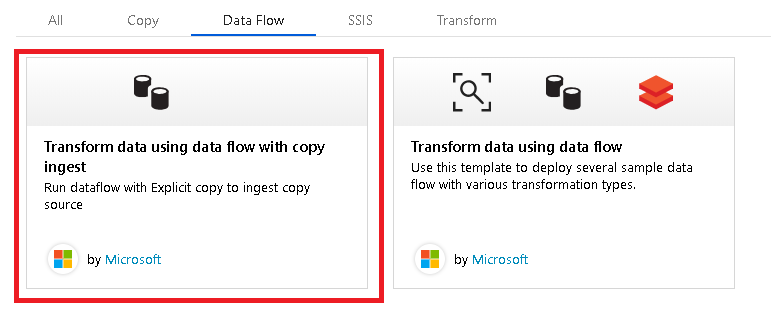 All Copy Data Flow SSIS Transform
Transform data using data flow with copy
ingest
Run dataflow with Explicit copy to ingest copy
source
by Microsoft
Transform data using data flow
Use this template to deploy several sample data
flow with various transformation types.
by Microsoft